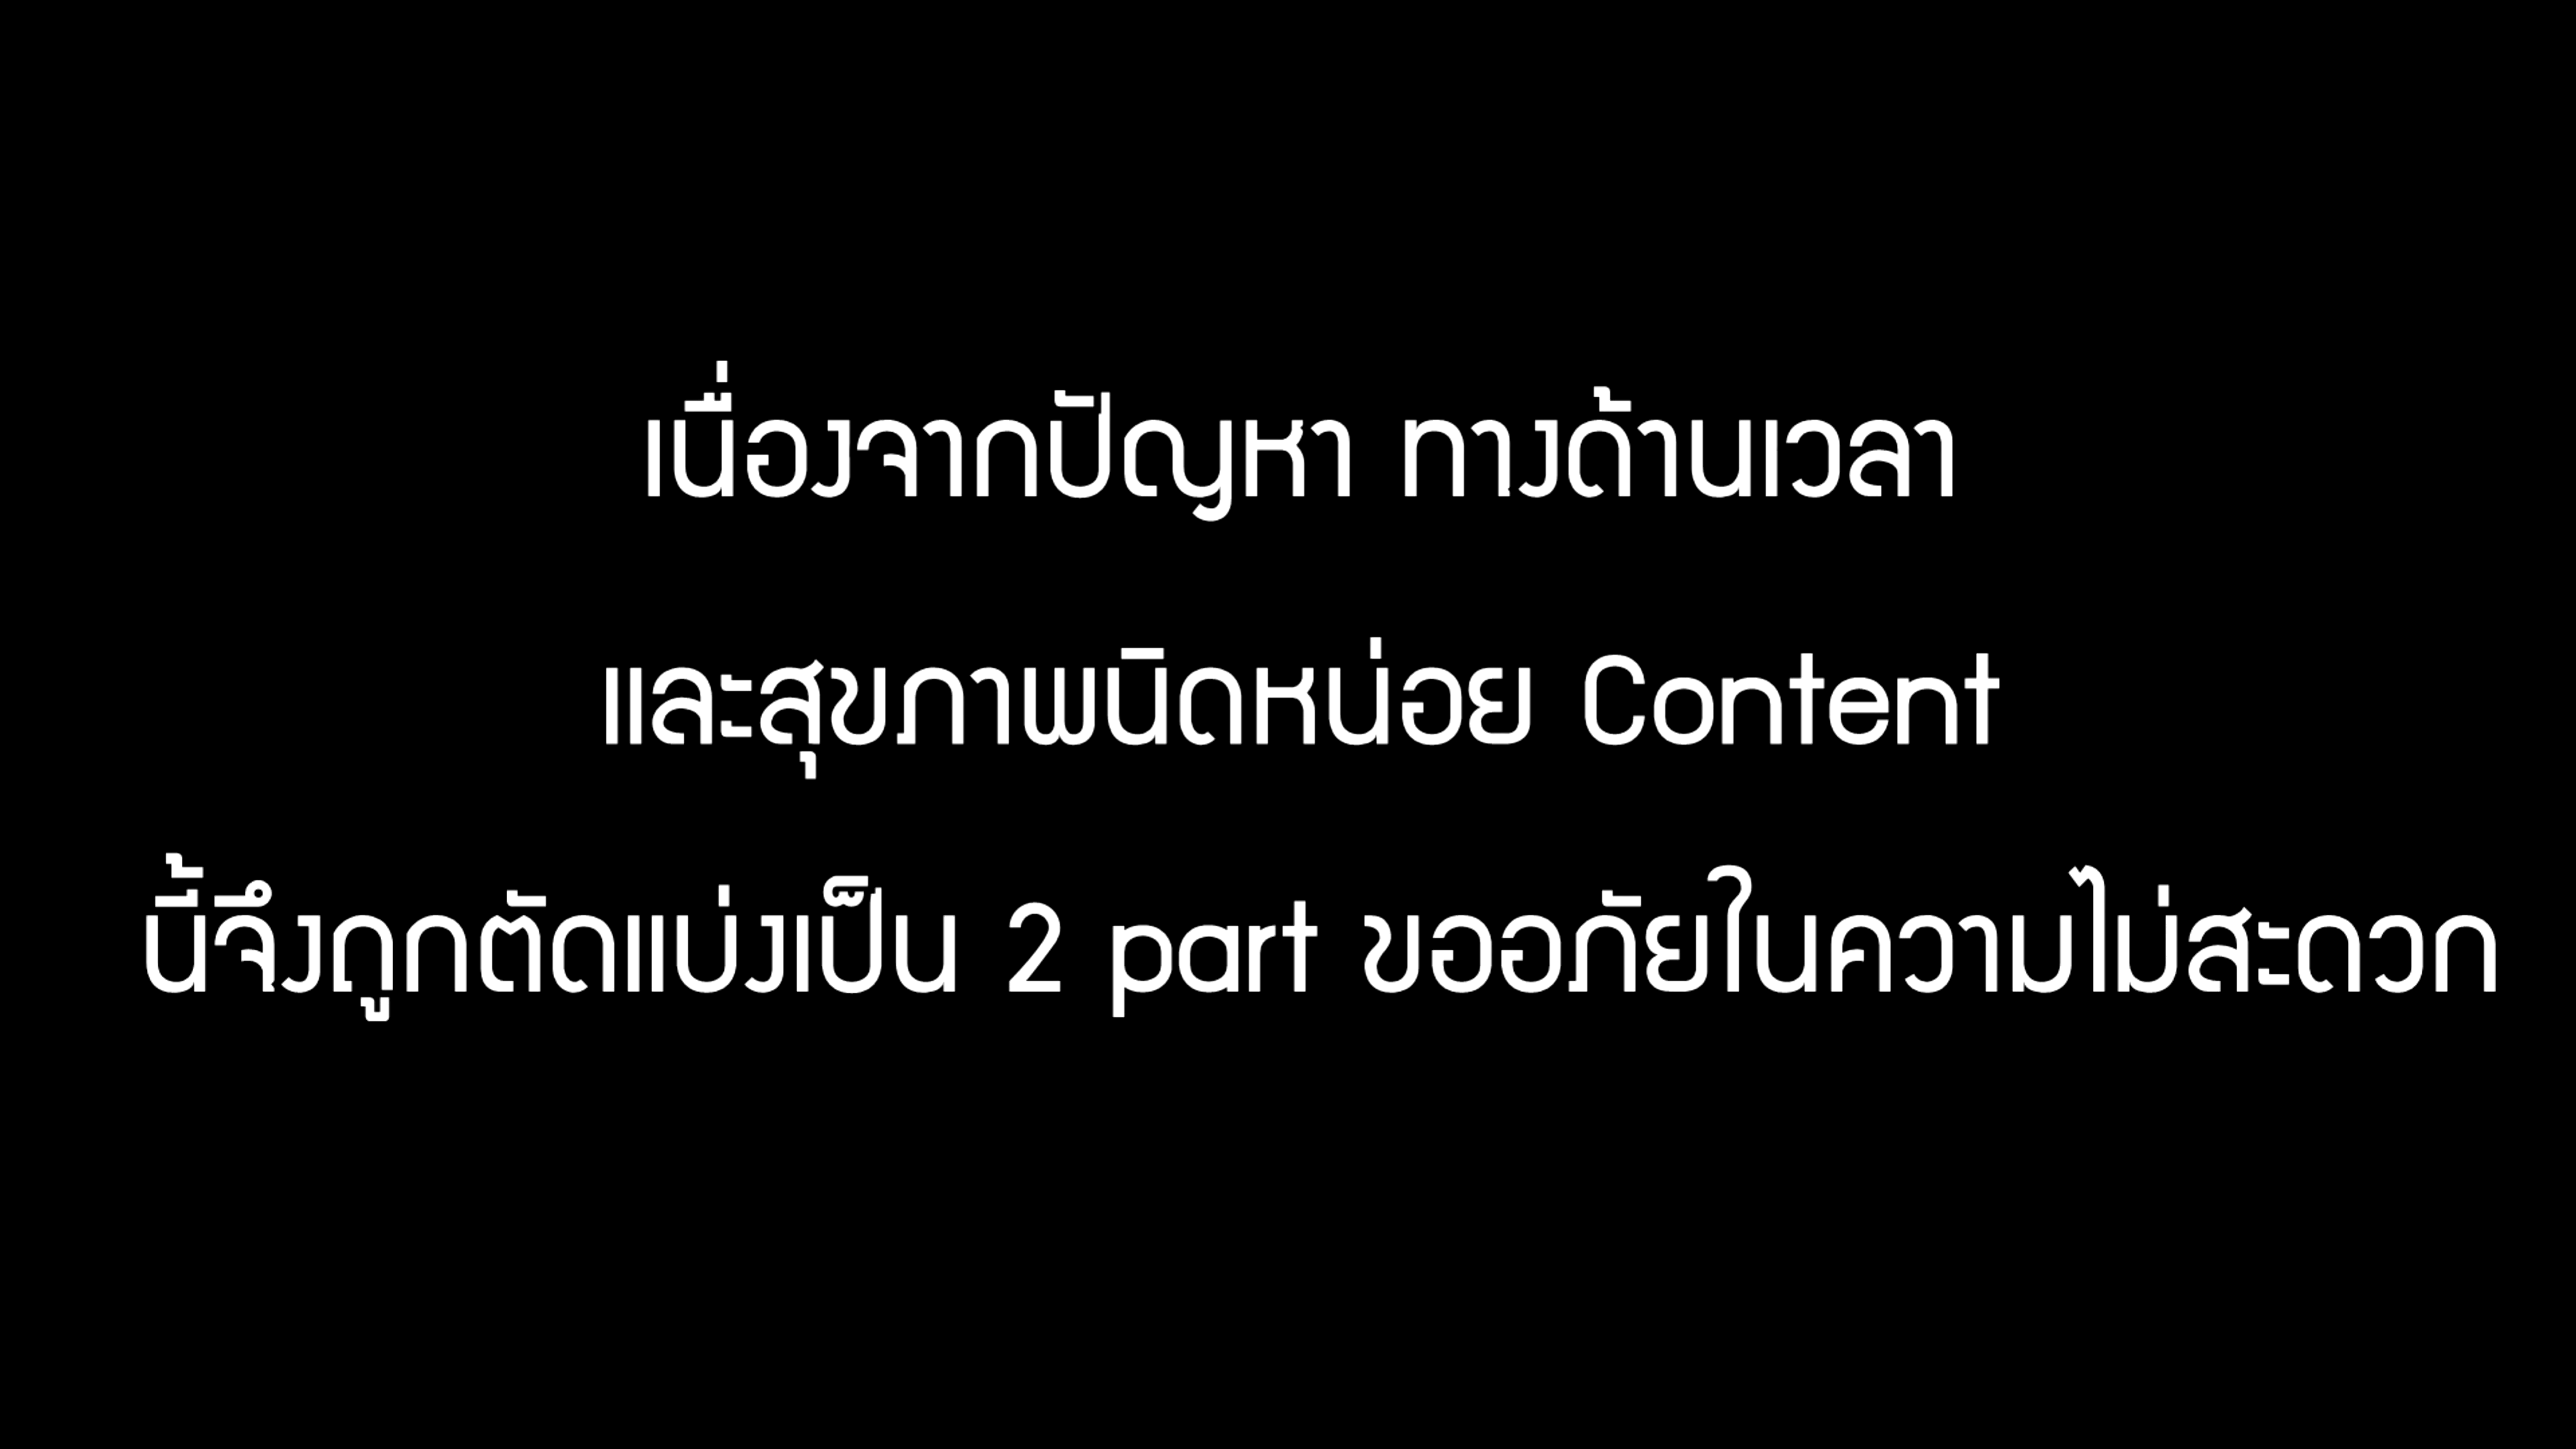 เนื่องจากปัญหา ทางด้านเวลา
และสุขภาพนิดหน่อย Content
นี้จึงถูกตัดแบ่งเป็น 2 part ขออภัยในความไม่สะดวก